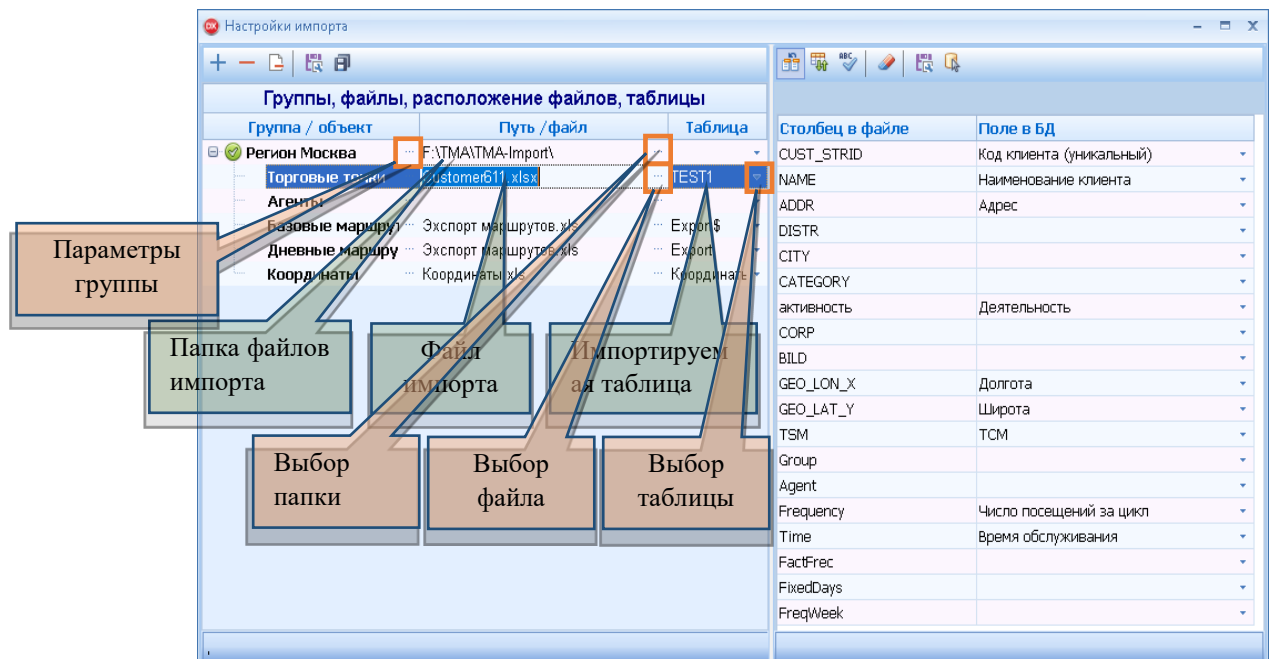 Настройки импорта
Группы, файлы, расположение файлов, таблицы
Группа / объект Путь / файл Таблица
Регион Москва ... F:\TMA\TMA-Import\ ...
Торговые точки Customer611.xlsx ... TEST1
Агенты
Базовые маршрут ... Экспорт маршрутов.xls ... Export$
Дневные маршру ... Экспорт маршрутов.xls ... Export
Координаты ... Координаты.xls ... Координать
Параметры
группы
Папка файлов
импорта
Файл
импорта
Импортируем
ая таблица
Выбор
папки
Выбор
файла
Выбор
таблицы
ABC
Столбец в файле Поле в БД
CUST_STRID Код клиента (уникальный)
NAME Наименование клиента
ADDR Адрес
DISTR
CITY
CATEGORY
активность Деятельность
CORP
BILD
GEO_LON_X Долгота
GEO_LAT_Y Широта
TSM ТСМ
Group
Agent
Frequency Число посещений за цикл
Time Время обслуживания
FactFrec
FixedDays
FreqWeek